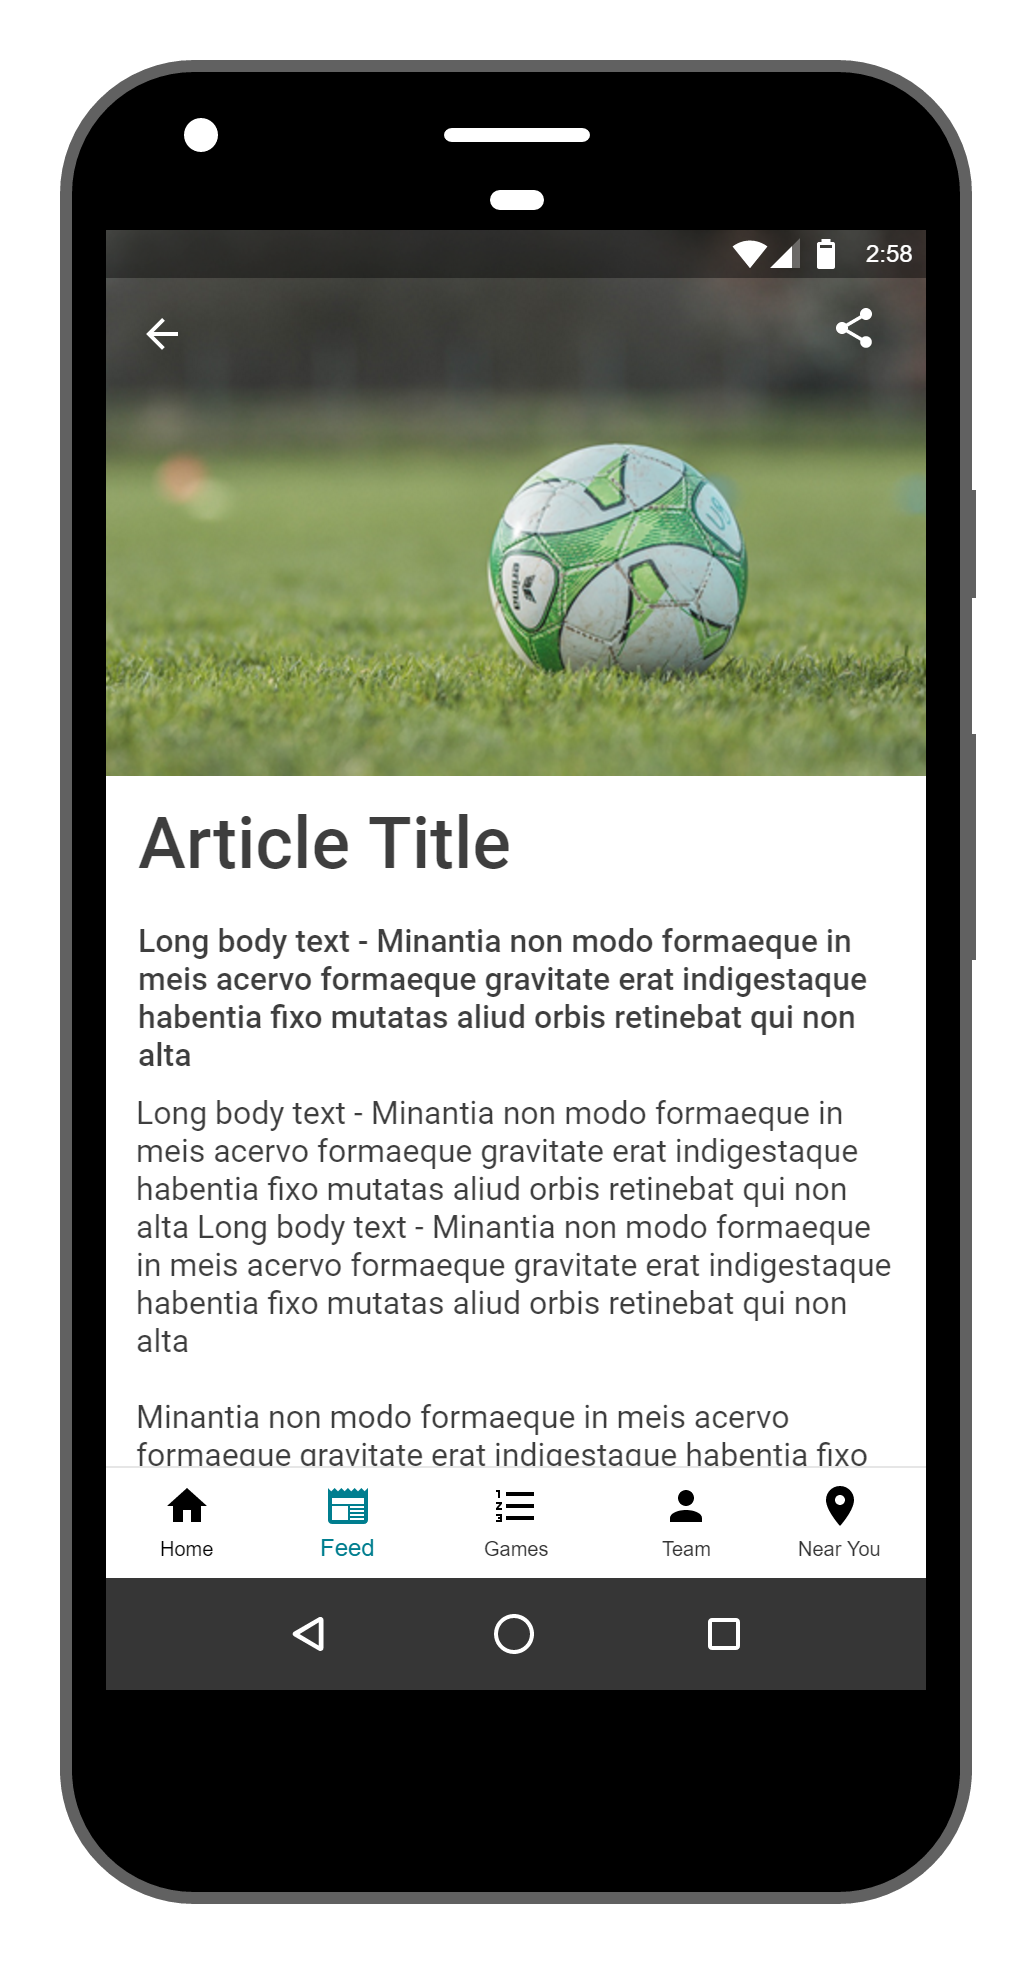 2:58
erima
Article Title
Long body text - Minantia non modo formaeque in
meis acervo formaeque gravitate erat indigestaque
habentia fixo mutatas aliud orbis retinebat qui non
alta
Long body text - Minantia non modo formaeque in
meis acervo formaeque gravitate erat indigestaque
habentia fixo mutatas aliud orbis retinebat qui non
alta Long body text - Minantia non modo formaeque
in meis acervo formaeque gravitate erat indigestaque
habentia fixo mutatas aliud orbis retinebat qui non
alta
Minantia non modo formaeque in meis acervo
formaeque gravitate erat indigestaque habentia fixo
Home
Feed
Games
Team
Near You